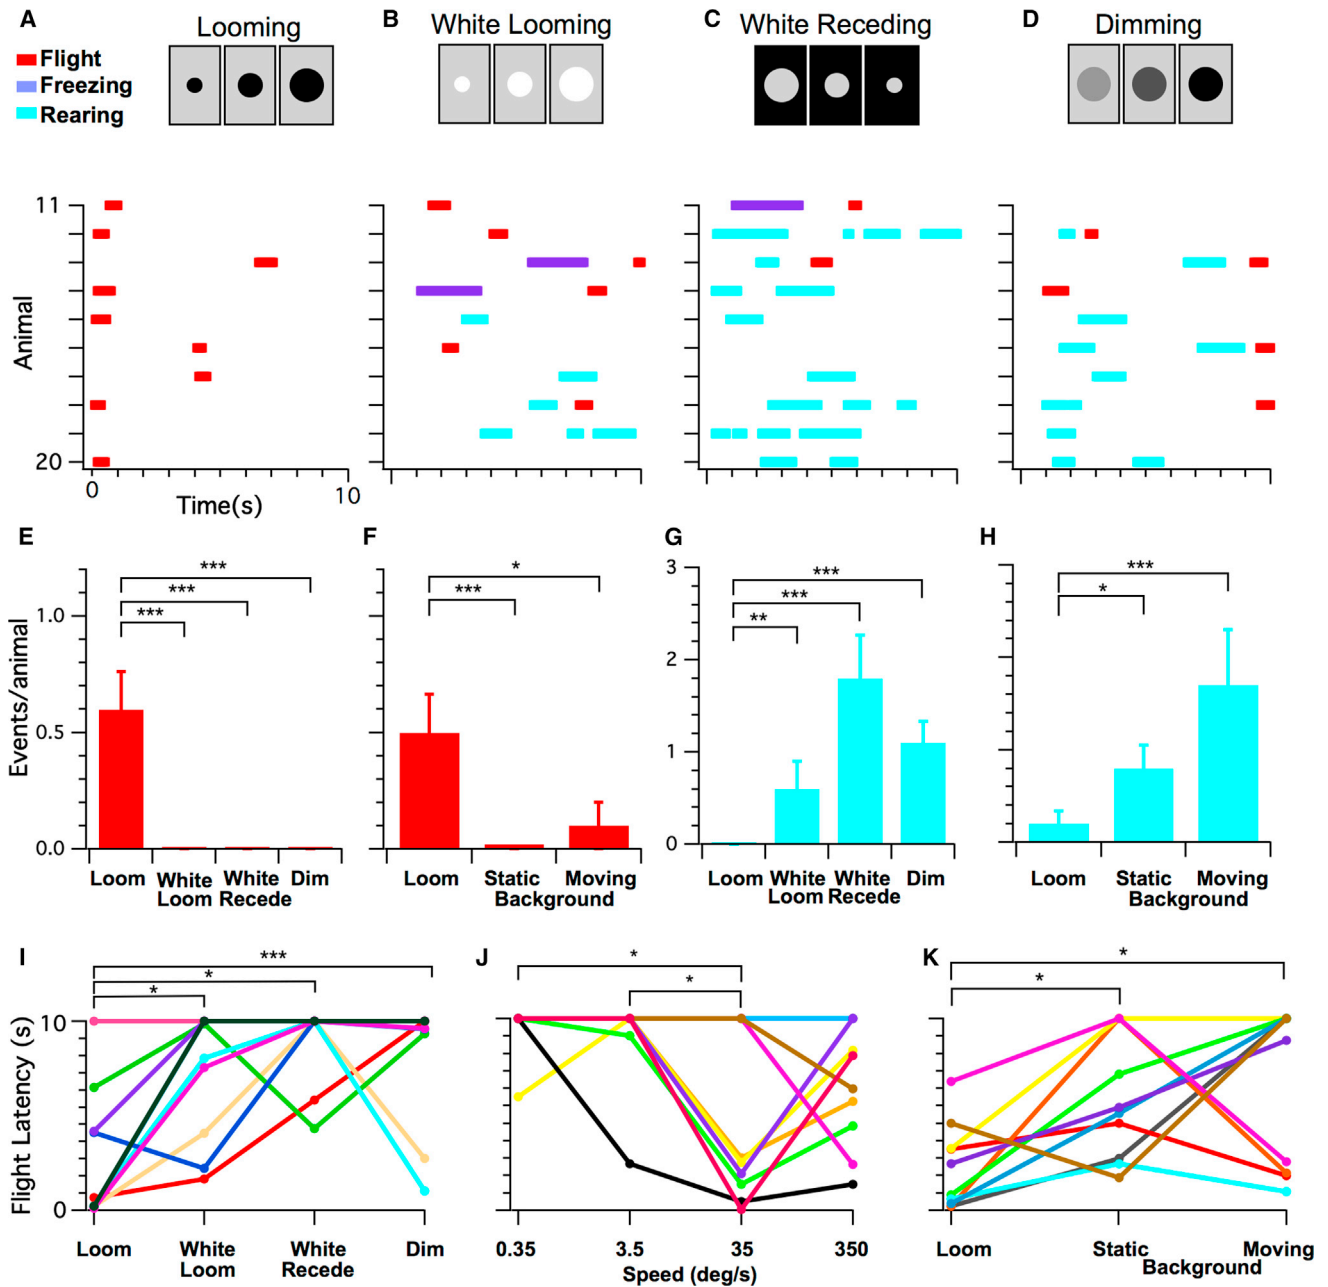 A
Looming
B
White Looming
C
White Receding
D
Dimming
Flight
Freezing
Rearing
11
Animal
20
0
10
Time(s)
E
***
***
***
1.0
Events/animal
0.5
0.0
Loom
White
Loom
White
Recede
Dim
F
*
***
Loom
Static
Moving
Background
G
3
***
***
**
2
1
0
Loom
White
Loom
White
Recede
Dim
H
***
*
Loom
Static
Moving
Background
I
***
*
*
10
Flight Latency (s)
0
Loom
White
Loom
White
Recede
Dim
J
*
*
0.35
3.5
35
350
Speed (deg/s)
K
*
*
Loom
Static
Moving
Background